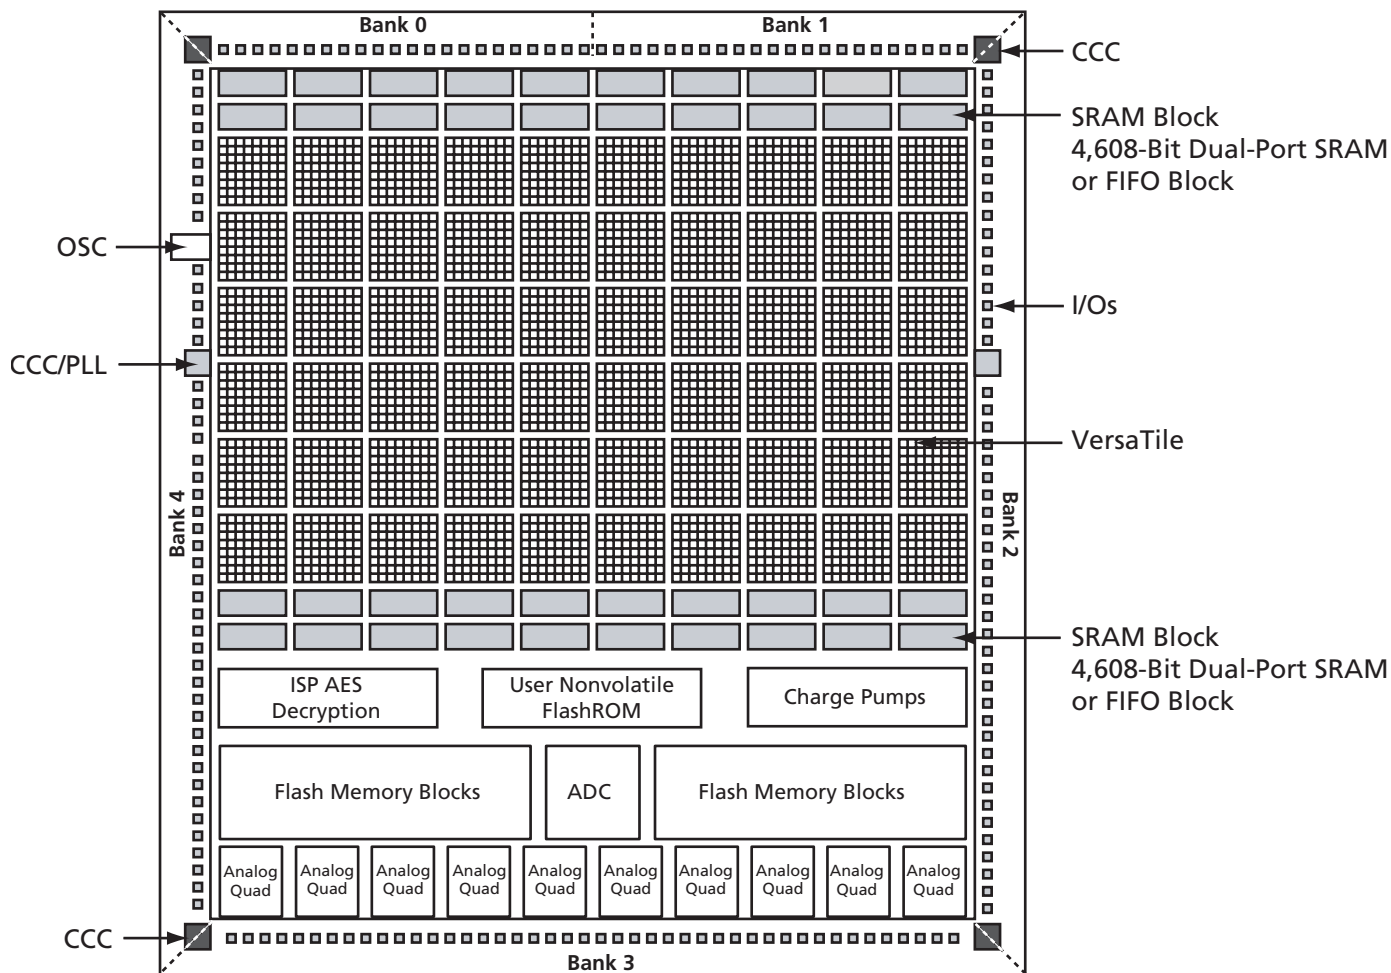 Bank 0
Bank 1
CCC
SRAM Block
4,608-Bit Dual-Port SRAM
or FIFO Block
OSC
I/Os
CCC/PLL
VersaTile
Bank 4
Bank 2
SRAM Block
4,608-Bit Dual-Port SRAM
or FIFO Block
ISP AES
Decryption
User Nonvolatile
FlashROM
Charge Pumps
Flash Memory Blocks
ADC
Flash Memory Blocks
Analog
Quad
Analog
Quad
Analog
Quad
Analog
Quad
Analog
Quad
Analog
Quad
Analog
Quad
Analog
Quad
Analog
Quad
Analog
Quad
CCC
Bank 3